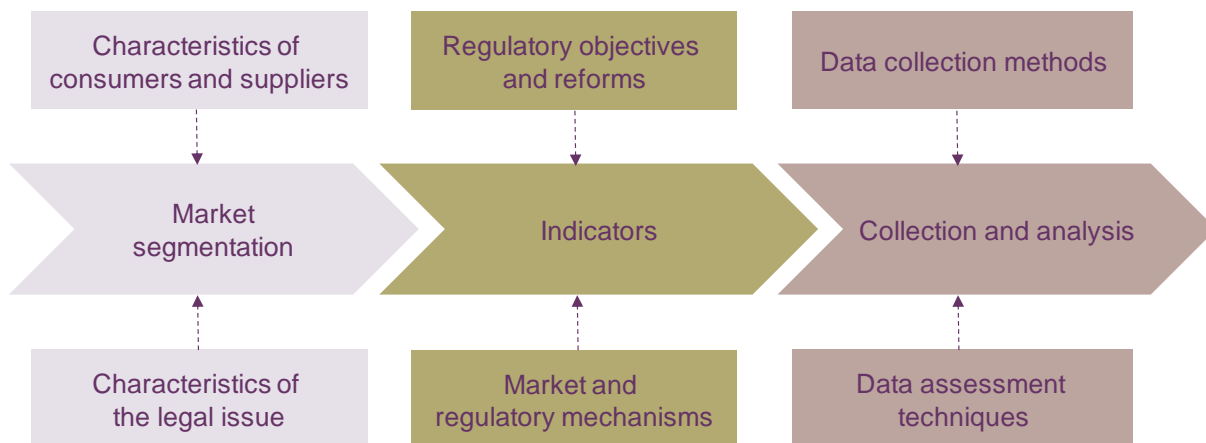 Characteristics of
consumers and suppliers
Regulatory objectives
and reforms
Data collection methods
Market
segmentation
Indicators
Collection and analysis
Characteristics of
the legal issue
Market and
regulatory mechanisms
Data assessment
techniques